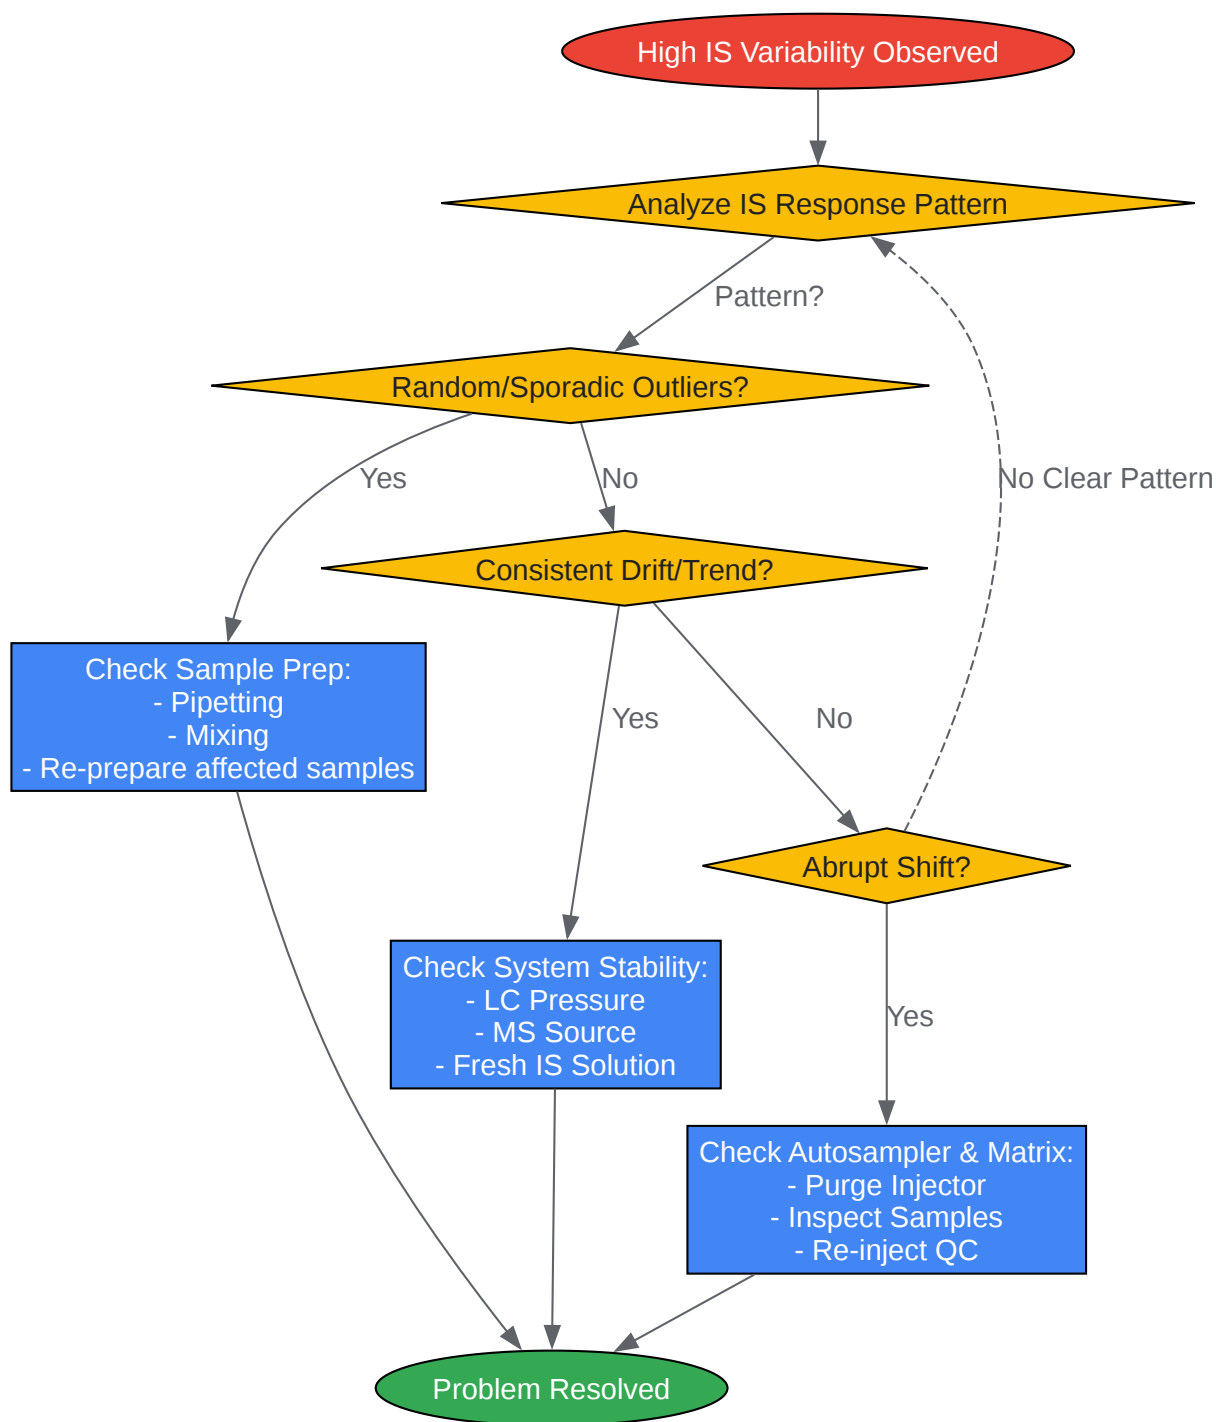 High IS Variability Observed
Analyze IS Response Pattern
Pattern?
Random/Sporadic Outliers?
Yes
No
No Clear Pattern
Consistent Drift/Trend?
Check Sample Prep:
- Pipetting
- Mixing
- Re-prepare affected samples
Yes
No
Abrupt Shift?
Check System Stability:
- LC Pressure
- MS Source
- Fresh IS Solution
Yes
Check Autosampler & Matrix:
- Purge Injector
- Inspect Samples
- Re-inject QC
Problem Resolved